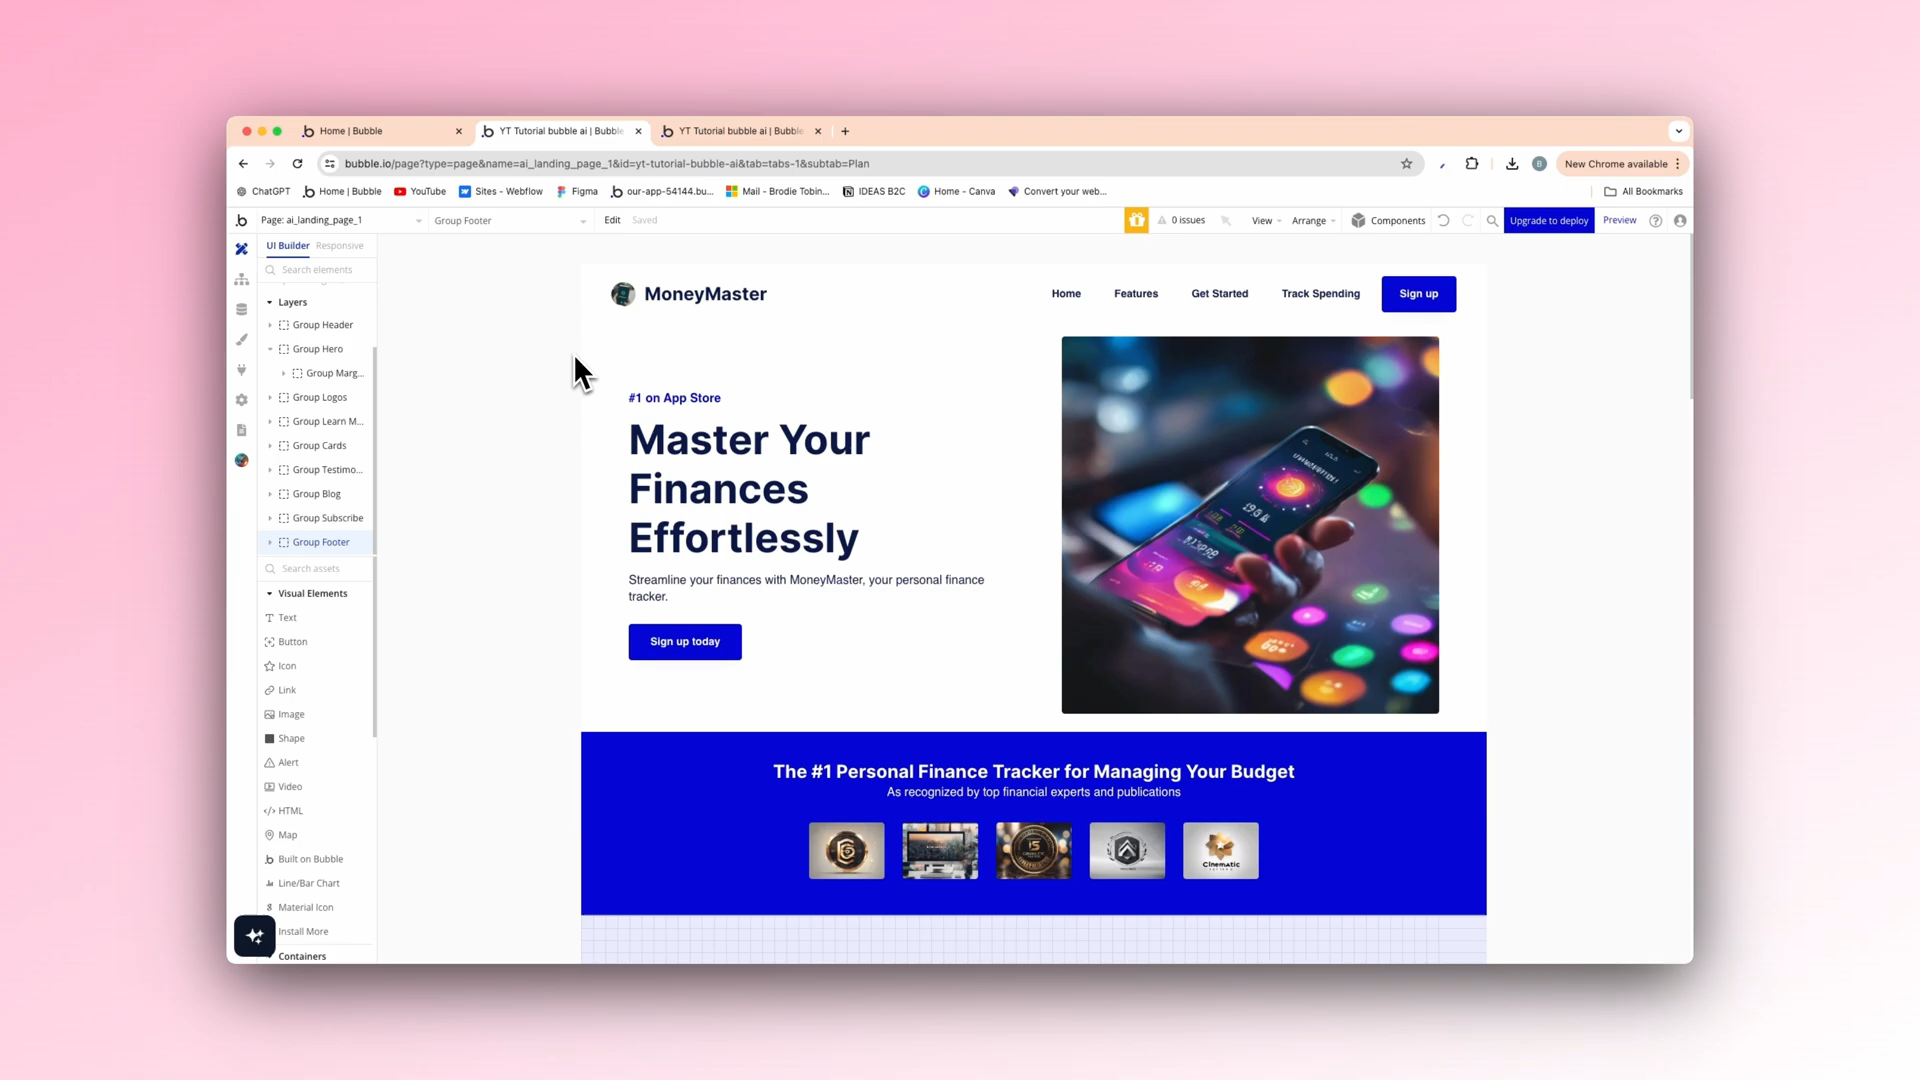 Home | Bubble
YT Tutorial bubble ai | Bubble
YT Tutorial bubble ai | Bubble
bubble.io/page?type=page&name=ai_landing_page_1&id=yt-tutorial-bubble-ai&tab=tabs-1&subtab=Plan
New Chrome available
ChatGPT
Home | Bubble
YouTube
Sites - Webflow
Figma
our-app-54144.bu...
Mail - Brodie Tobin...
IDEAS B2C
Home - Canva
Convert your web...
All Bookmarks
Page: ai_landing_page_1
Group Footer
Edit
Saved
0 issues
View
Arrange
Components
Upgrade to deploy
Preview
UI Builder
Responsive
Search elements
Layers
Group Header
Group Hero
Group Marg...
Group Logos
Group Learn M...
Group Cards
Group Testimo...
Group Blog
Group Subscribe
Group Footer
Search assets
Visual Elements
Text
Button
Icon
Link
Image
Shape
Alert
Video
HTML
Map
Built on Bubble
Line/Bar Chart
Material Icon
Install More
Containers
MoneyMaster
Home
Features
Get Started
Track Spending
Sign up
#1 on App Store
Master Your
Finances
Effortlessly
Streamline your finances with MoneyMaster, your personal finance
tracker.
Sign up today
The #1 Personal Finance Tracker for Managing Your Budget
As recognized by top financial experts and publications
Cinematic